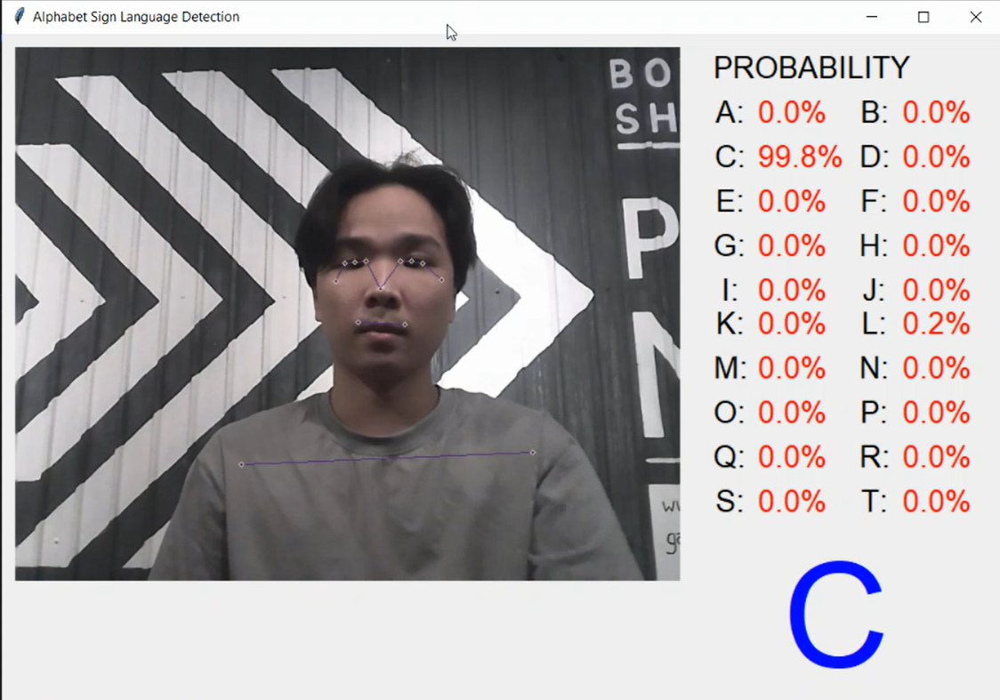 Alphabet Sign Language Detection
BO
SH
P
N
PROBABILITY
A: 0.0% B: 0.0%
C: 99.8% D: 0.0%
E: 0.0% F: 0.0%
G: 0.0% H: 0.0%
I: 0.0% J: 0.0%
K: 0.0% L: 0.2%
M: 0.0% N: 0.0%
O: 0.0% P: 0.0%
Q: 0.0% R: 0.0%
S: 0.0% T: 0.0%
C